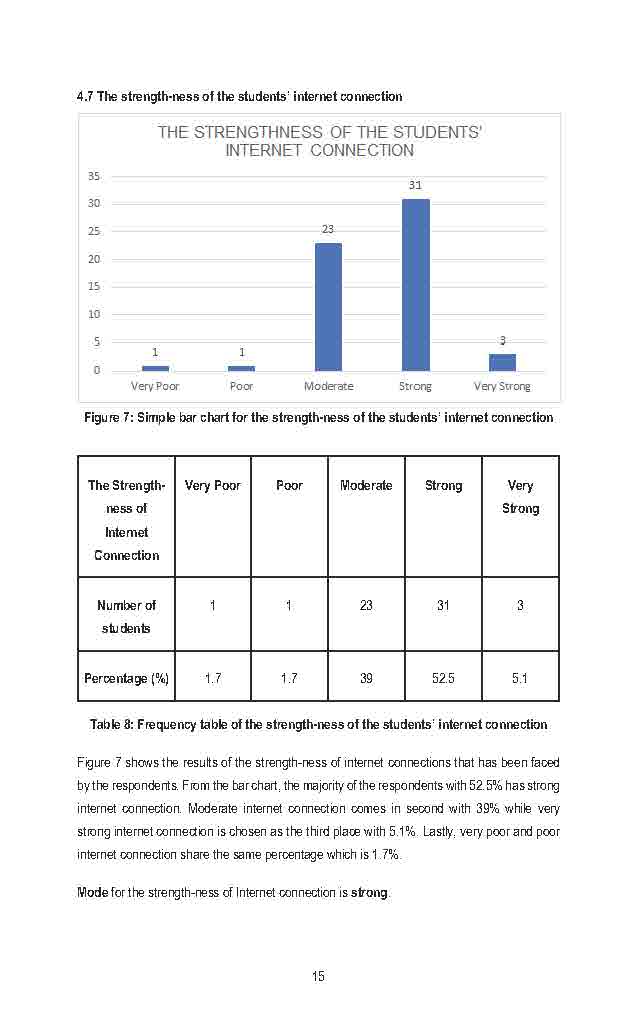 4.7 The strength-ness of the students' internet connection
THE STRENGTHNESS OF THE STUDENTS'
INTERNET CONNECTION
35
31
30
25
23
20
15
10
5
3
1
1
0
Very Poor Poor Moderate Strong Very Strong
Figure 7: Simple bar chart for the strength-ness of the students' internet connection
The Strength- Very Poor Poor Moderate Strong Very
ness of Strong
Internet
Connection
Number of 1 1 23 31 3
students
Percentage (%) 1.7 1.7 39 52.5 5.1
Table 8: Frequency table of the strength-ness of the students' internet connection
Figure 7 shows the results of the strength-ness of internet connections that has been faced
by the respondents. From the bar chart, the majority of the respondents with 52.5% has strong
internet connection. Moderate internet connection comes in second with 39% while very
strong internet connection is chosen as the third place with 5.1%. Lastly, very poor and poor
internet connection share the same percentage which is 1.7%.
Mode for the strength-ness of Internet connection is strong.
15